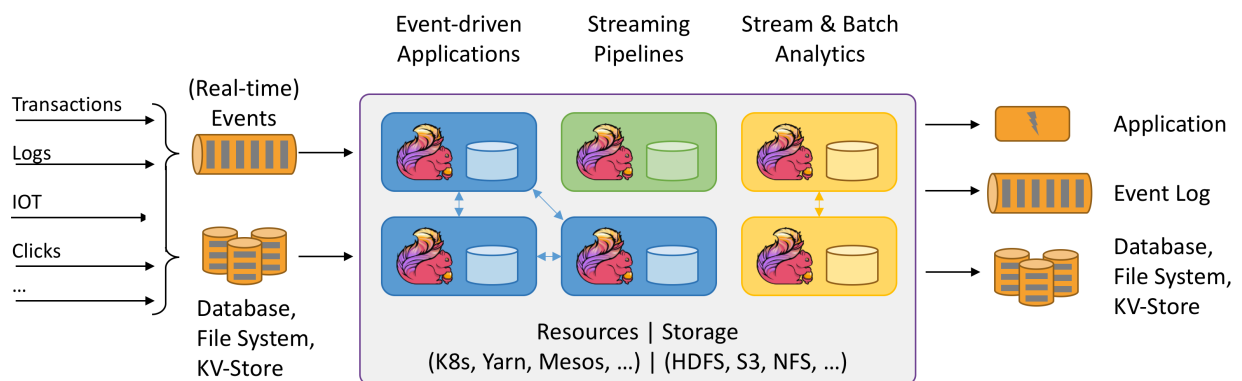 Event-driven
Applications
Streaming
Pipelines
Stream & Batch
Analytics
Transactions
Logs
IOT
Clicks
...
(Real-time)
Events
Database,
File System,
KV-Store
Resources | Storage
(K8s, Yarn, Mesos, ...) | (HDFS, S3, NFS, ...)
Application
Event Log
Database,
File System,
KV-Store